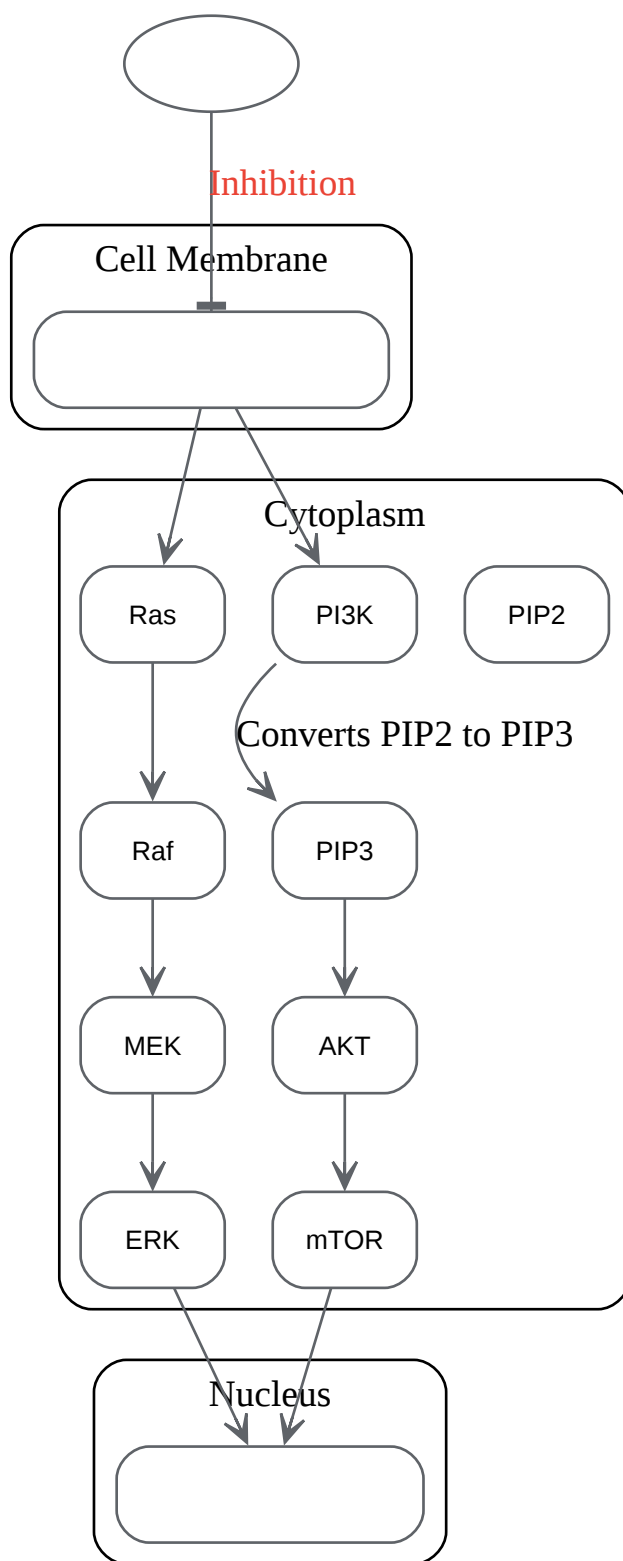 Inhibition
Cell Membrane
Cytoplasm
Ras
PI3K
PIP2
Converts PIP2 to PIP3
Raf
PIP3
MEK
AKT
ERK
mTOR
Nucleus